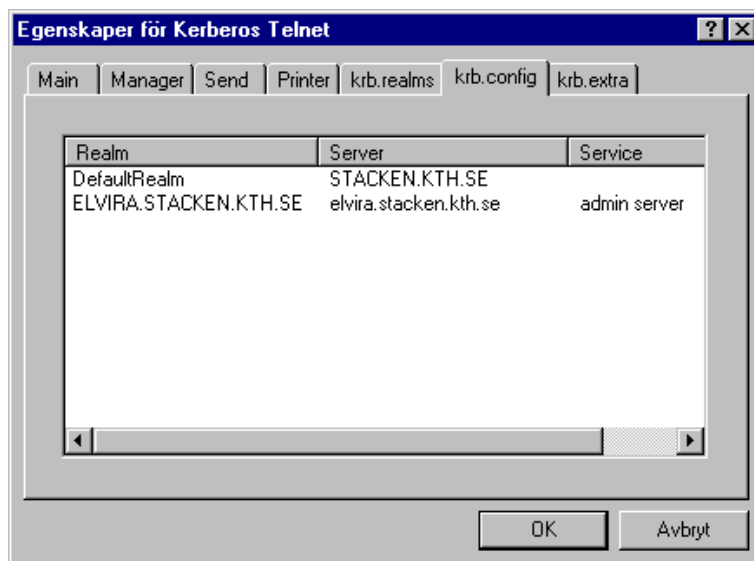 Egenskaper för Kerberos Telnet
Main Manager Send Printer krb.realms krb.config krb.extra
Realm Server Service
DefaultRealm STACKEN.KTH.SE
ELVIRA.STACKEN.KTH.SE elvira.stacken.kth.se admin server
OK Avbryt